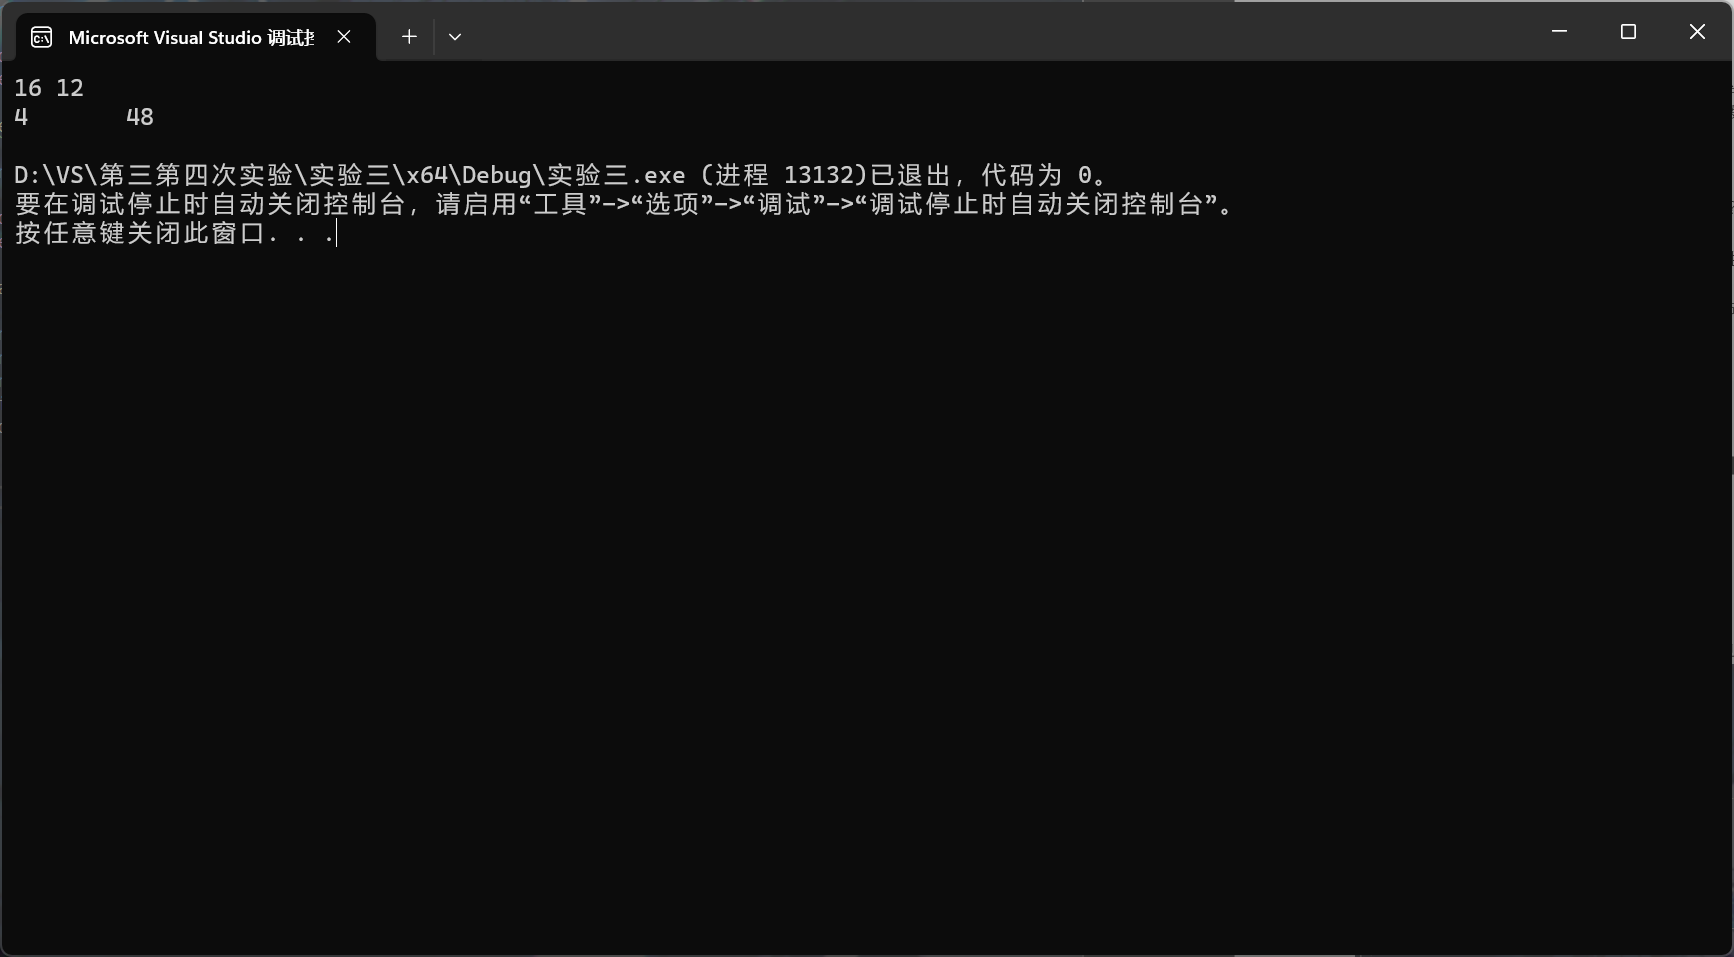 Microsoft Visual Studio 调试
16 12
4 48
D:\VS\第三第四次实验\实验三\x64\Debug\实验三.exe (进程 13132)已退出，代码为 0。
要在调试停止时自动关闭控制台，请启用“工具”->“选项”->“调试”->“调试停止时自动关闭控制台”。
按任意键关闭此窗口. . .